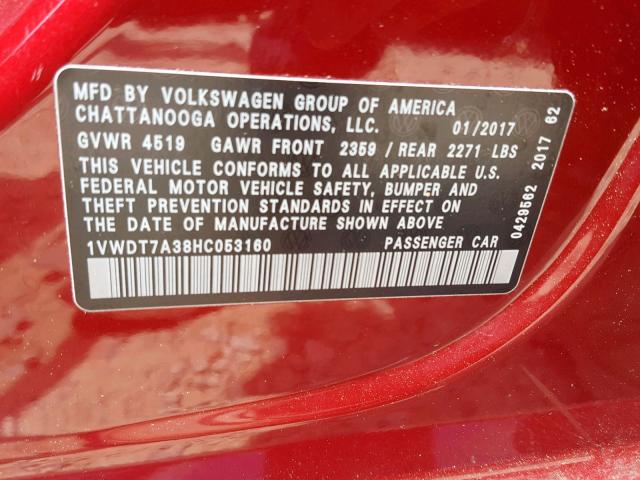 MFD BY VOLKSWAGEN GROUP OF AMERICA
CHATTANOOGA OPERATIONS, LLC. 01/2017
GVWR 4519 GAWR FRONT 2359 / REAR 2271 LBS
THIS VEHICLE CONFORMS TO ALL APPLICABLE U.S.
FEDERAL MOTOR VEHICLE SAFETY, BUMPER AND
THEFT PREVENTION STANDARDS IN EFFECT ON
THE DATE OF MANUFACTURE SHOWN ABOVE
1VWDT7A38HC053160 PASSENGER CAR
0429562 2017 62